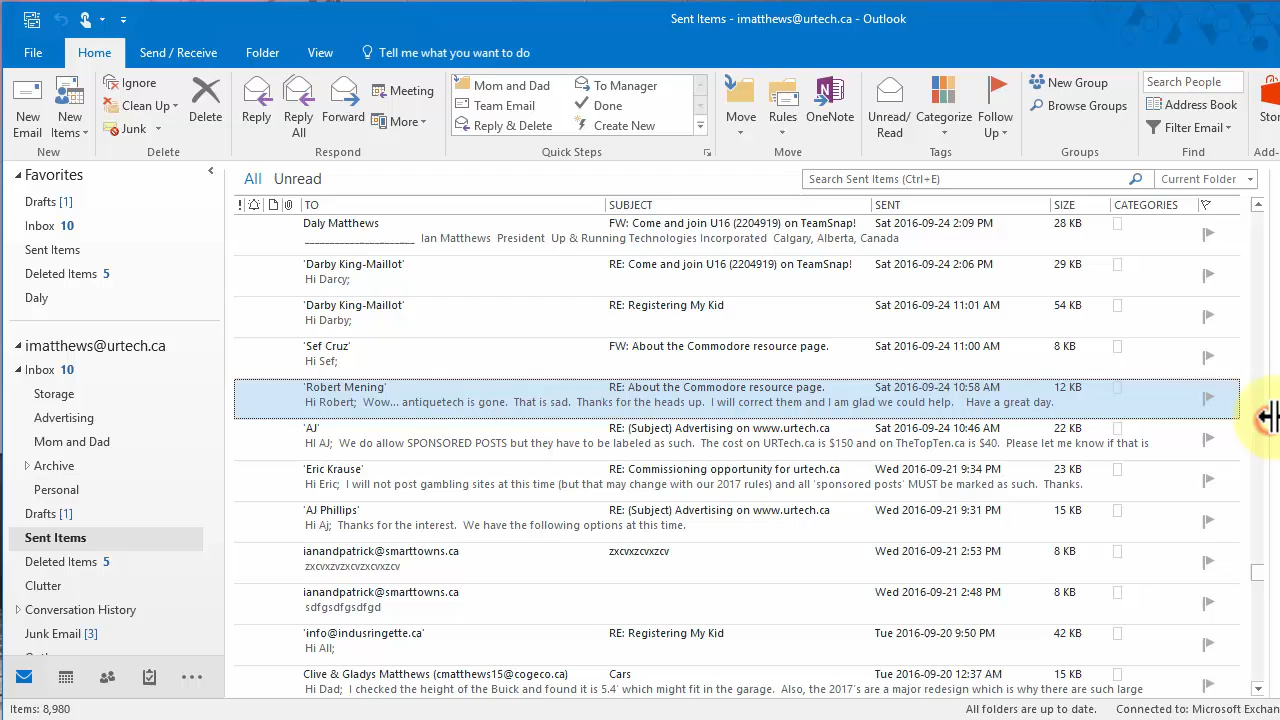 Sent Items - imatthews@urtech.ca - Outlook
File Home Send / Receive Folder View Tell me what you want to do
New Email
New Items
Ignore
Clean Up
Junk
Delete
Reply
Reply All
Forward
Meeting
More
Mom and Dad
Team Email
Reply & Delete
To Manager
Done
Create New
Move
Rules
OneNote
Unread/ Read
Categorize
Follow Up
New Group
Browse Groups
Search People
Address Book
Filter Email
New Delete Respond Quick Steps Move Tags Groups Find
Favorites
Drafts [1]
Inbox 10
Sent Items
Deleted Items 5
Daly
imatthews@urtech.ca
Inbox 10
Storage
Advertising
Mom and Dad
Archive
Personal
Drafts [1]
Sent Items
Deleted Items 5
Clutter
Conversation History
Junk Email [3]
All Unread
Search Sent Items (Ctrl+E) Current Folder
! TO SUBJECT SENT SIZE CATEGORIES
Daly Matthews FW: Come and join U16 (2204919) on TeamSnap! Sat 2016-09-24 2:09 PM 28 KB
______________________ Ian Matthews President Up & Running Technologies Incorporated Calgary, Alberta, Canada
'Darby King-Maillot' RE: Come and join U16 (2204919) on TeamSnap! Sat 2016-09-24 2:06 PM 29 KB
Hi Darcy;
'Darby King-Maillot' RE: Registering My Kid Sat 2016-09-24 11:01 AM 54 KB
Hi Darby;
'Sef Cruz' FW: About the Commodore resource page. Sat 2016-09-24 11:00 AM 8 KB
Hi Sef;
'Robert Mening' RE: About the Commodore resource page. Sat 2016-09-24 10:58 AM 12 KB
Hi Robert; Wow... antiquetech is gone. That is sad. Thanks for the heads up. I will correct them and I am glad we could help. Have a great day.
'AJ' RE: (Subject) Advertising on www.urtech.ca Sat 2016-09-24 10:46 AM 22 KB
Hi AJ; We do allow SPONSORED POSTS but they have to be labeled as such. The cost on URTech.ca is $150 and on TheTopTen.ca is $40. Please let me know if that is
'Eric Krause' RE: Commissioning opportunity for urtech.ca Wed 2016-09-21 9:34 PM 23 KB
Hi Eric; I will not post gambling sites at this time (but that may change with our 2017 rules) and all 'sponsored posts' MUST be marked as such. Thanks.
'AJ Phillips' RE: (Subject) Advertising on www.urtech.ca Wed 2016-09-21 9:31 PM 15 KB
Hi Aj; Thanks for the interest. We have the following options at this time.
ianandpatrick@smarttowns.ca zxcvxzcvxzcv Wed 2016-09-21 2:53 PM 8 KB
zxcvxzvzxcvzxcvxzcv
ianandpatrick@smarttowns.ca Wed 2016-09-21 2:48 PM 8 KB
sdfgsdfgsdfgd
'info@indusringette.ca' RE: Registering My Kid Tue 2016-09-20 9:50 PM 42 KB
Hi All;
Clive & Gladys Matthews (cmatthews15@cogeco.ca) Cars Tue 2016-09-20 12:37 AM 15 KB
Hi Dad; I checked the height of the Buick and found it is 5.4' which might fit in the garage. Also, the 2017's are a major redesign which is why there are such large
Items: 8,980 All folders are up to date. Connected to: Microsoft Exchan